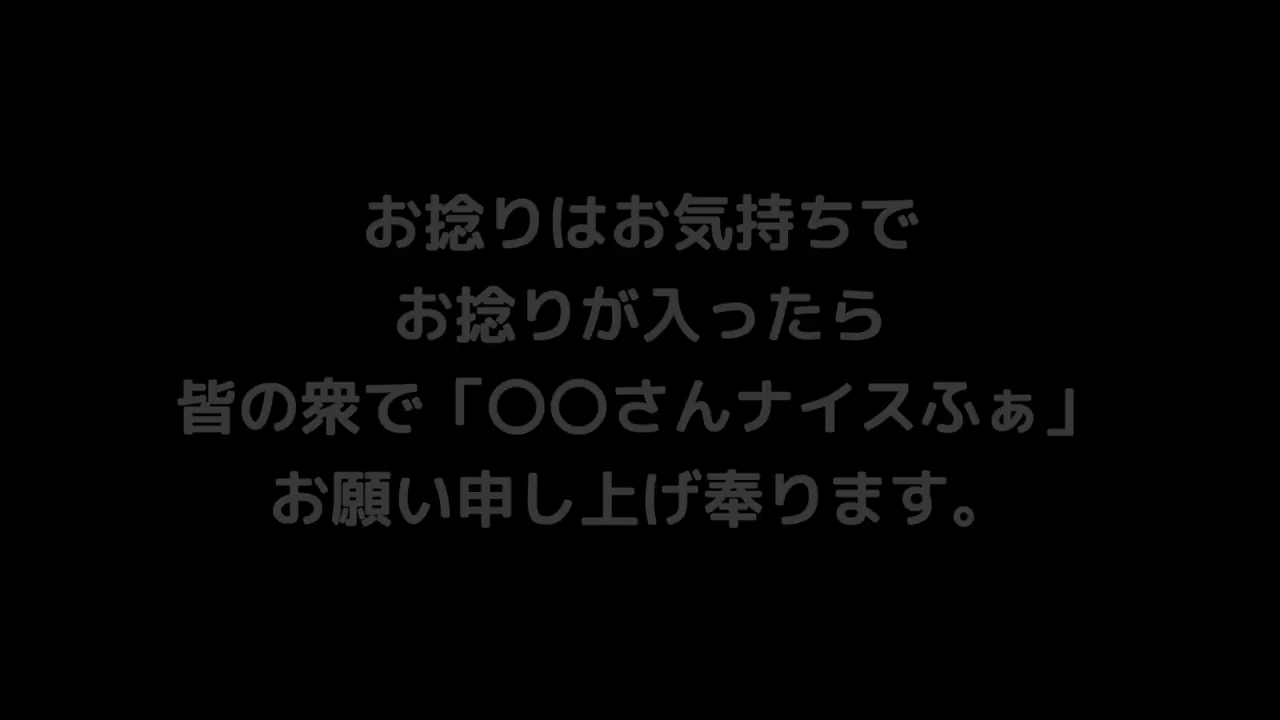 お捻りはお気持ちで
お捻りが入ったら
皆の衆で「〇〇さんナイスふぁ」
お願い申し上げ奉ります。